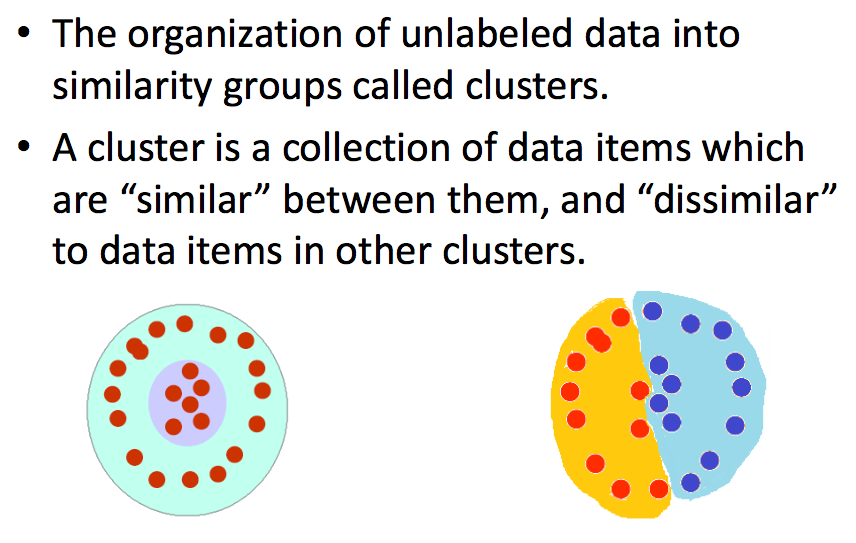 • The organization of unlabeled data into
similarity groups called clusters.
• A cluster is a collection of data items which
are “similar” between them, and “dissimilar”
to data items in other clusters.